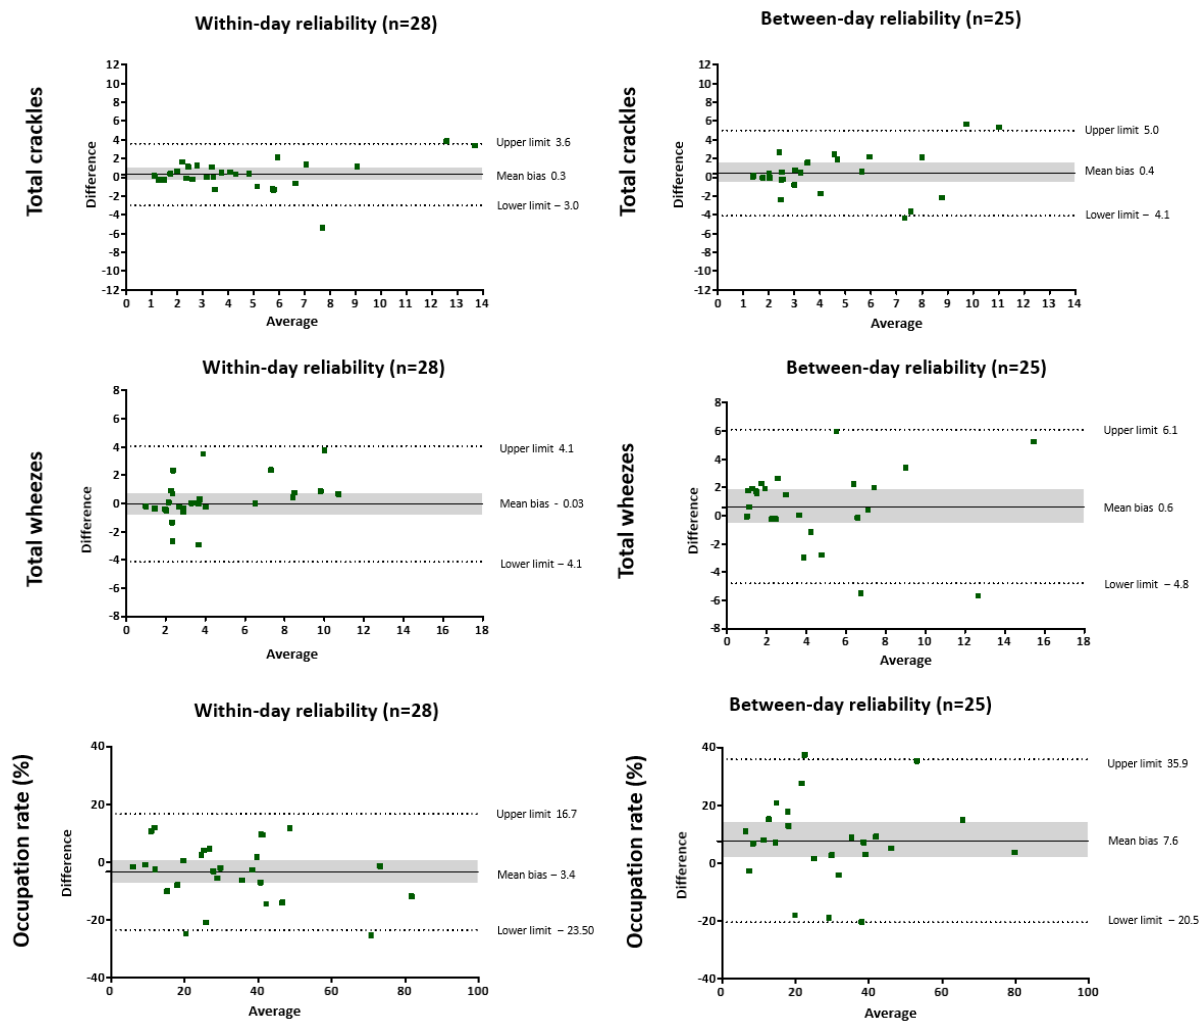 Within-day reliability (n=28)
Total crackles
Difference
12
10
8
6
4
2
0
-2
-4
-6
-8
-10
-12
Upper limit 3.6
Mean bias 0.3
Lower limit – 3.0
0 1 2 3 4 5 6 7 8 9 10 11 12 13 14
Average
Between-day reliability (n=25)
Total crackles
Difference
12
10
8
6
4
2
0
-2
-4
-6
-8
-10
-12
Upper limit 5.0
Mean bias 0.4
Lower limit – 4.1
0 1 2 3 4 5 6 7 8 9 10 11 12 13 14
Average
Within-day reliability (n=28)
Total wheezes
Difference
8
6
4
2
0
-2
-4
-6
-8
Upper limit 4.1
Mean bias - 0.03
Lower limit – 4.1
0 2 4 6 8 10 12 14 16 18
Average
Between-day reliability (n=25)
Total wheezes
Difference
8
6
4
2
0
-2
-4
-6
-8
Upper limit 6.1
Mean bias 0.6
Lower limit – 4.8
0 2 4 6 8 10 12 14 16 18
Average
Within-day reliability (n=28)
Occupation rate (%)
Difference
40
20
0
-20
-40
Upper limit 16.7
Mean bias – 3.4
Lower limit – 23.50
0 20 40 60 80 100
Average
Between-day reliability (n=25)
Occupation rate (%)
Difference
40
20
0
-20
-40
Upper limit 35.9
Mean bias 7.6
Lower limit – 20.5
0 20 40 60 80 100
Average